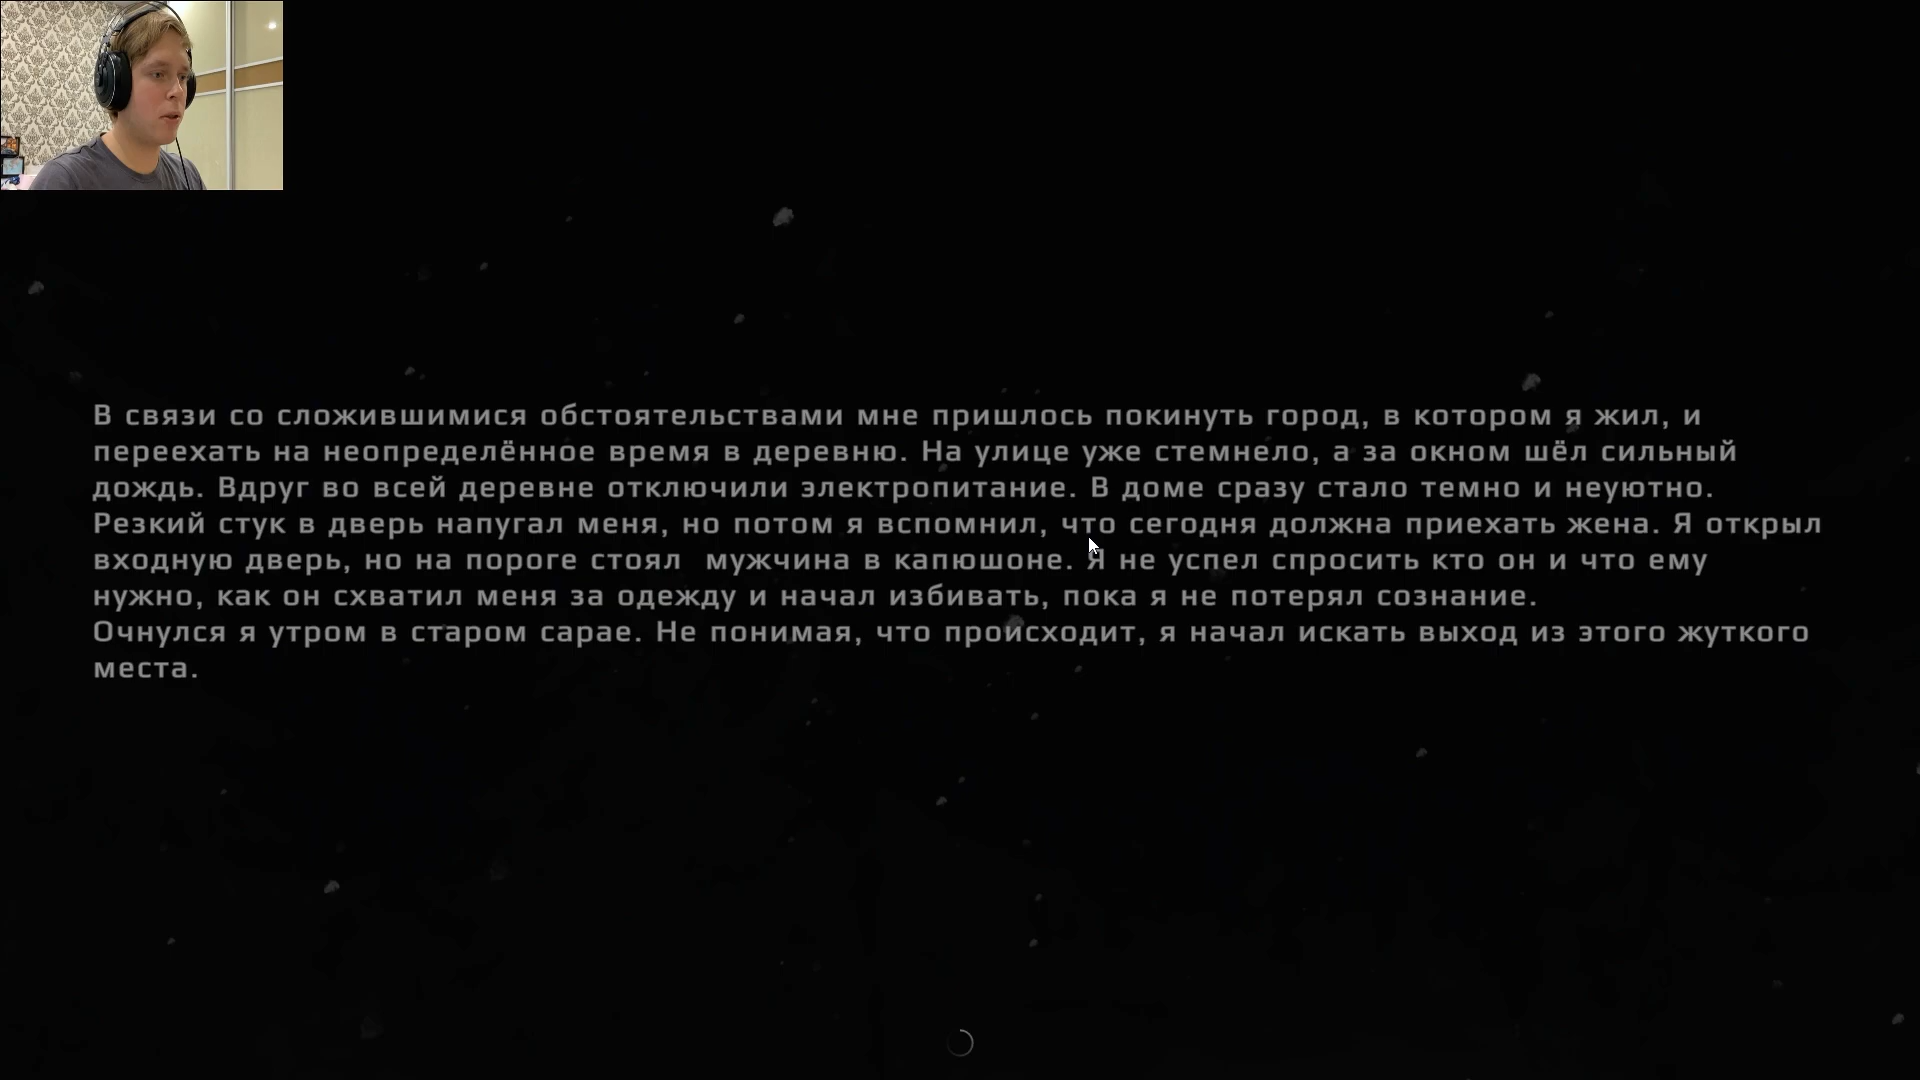 В связи со сложившимися обстоятельствами мне пришлось покинуть город, в котором я жил, и
переехать на неопределённое время в деревню. На улице уже стемнело, а за окном шёл сильный
дождь. Вдруг во всей деревне отключили электропитание. В доме сразу стало темно и неуютно.
Резкий стук в дверь напугал меня, но потом я вспомнил, что сегодня должна приехать жена. Я открыл
входную дверь, но на пороге стоял  мужчина в капюшоне. Я не успел спросить кто он и что ему
нужно, как он схватил меня за одежду и начал избивать, пока я не потерял сознание.
Очнулся я утром в старом сарае. Не понимая, что происходит, я начал искать выход из этого жуткого
места.